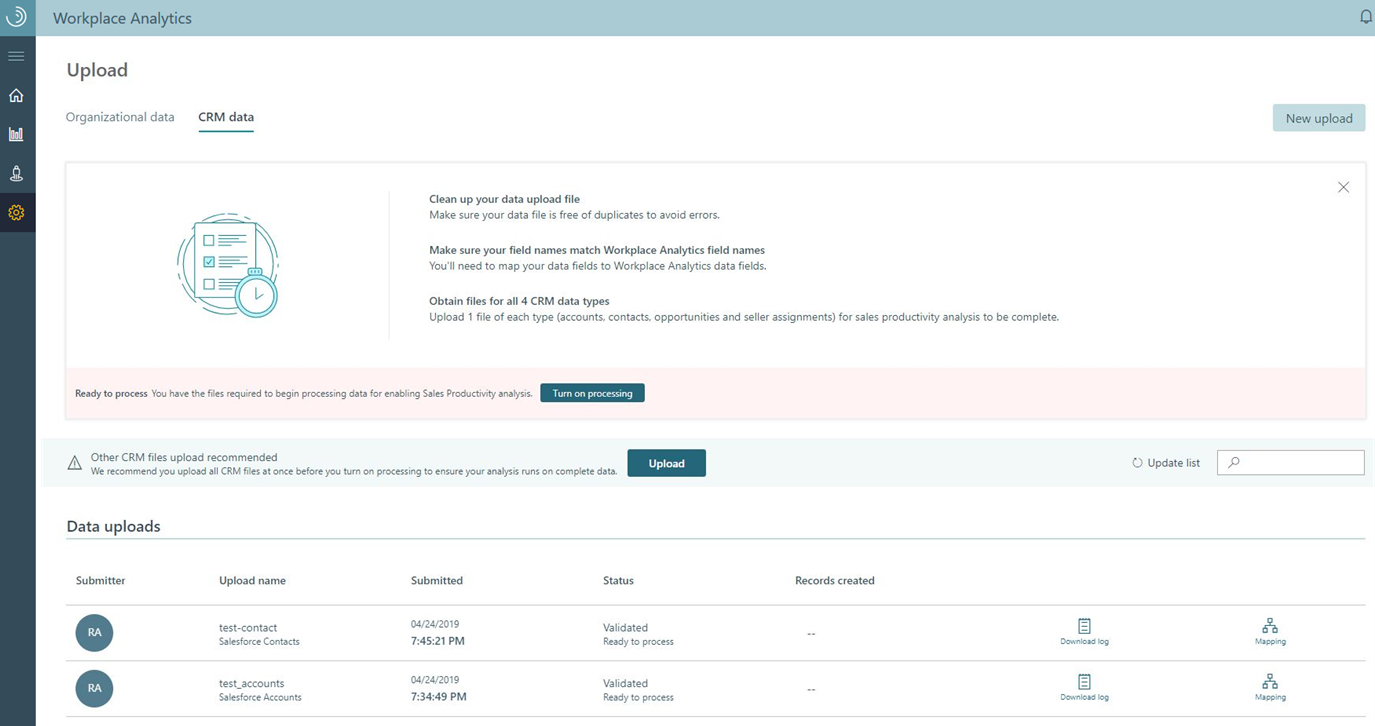 Workplace Analytics
Upload
Organizational data
CRM data
New upload
Clean up your data upload file
Make sure your data file is free of duplicates to avoid errors.
Make sure your field names match Workplace Analytics field names
You'll need to map your data fields to Workplace Analytics data fields.
Obtain files for all 4 CRM data types
Upload 1 file of each type (accounts, contacts, opportunities and seller assignments) for sales productivity analysis to be complete.
Ready to process You have the files required to begin processing data for enabling Sales Productivity analysis. Turn on processing
Other CRM files upload recommended
We recommend you upload all CRM files at once before you turn on processing to ensure your analysis runs on complete data.
Upload
Update list
Data uploads
Submitter Upload name Submitted Status Records created
RA
test-contact
Salesforce Contacts
04/24/2019
7:45:21 PM
Validated
Ready to process
--
Download log
Mapping
RA
test_accounts
Salesforce Accounts
04/24/2019
7:34:49 PM
Validated
Ready to process
--
Download log
Mapping